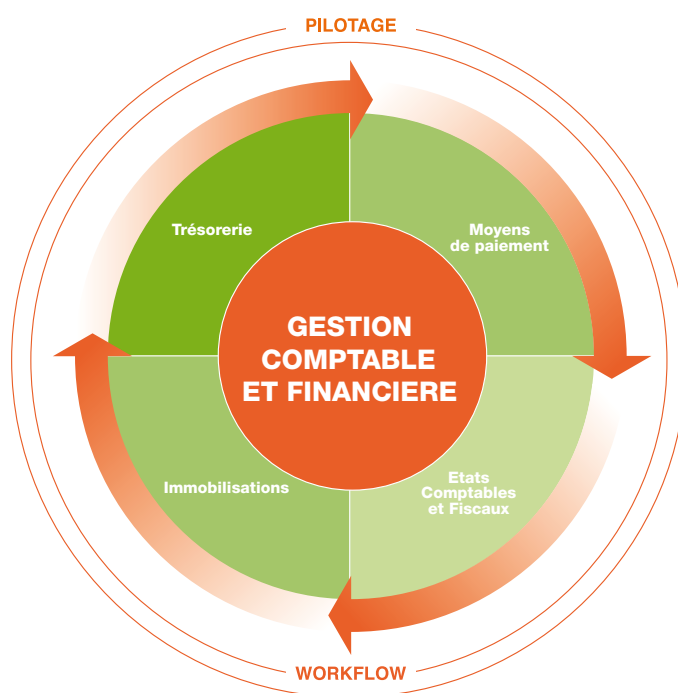 PILOTAGE
Trésorerie
Moyens
de paiement
GESTION
COMPTABLE
ET FINANCIERE
Immobilisations
Etats
Comptables
et Fiscaux
WORKFLOW